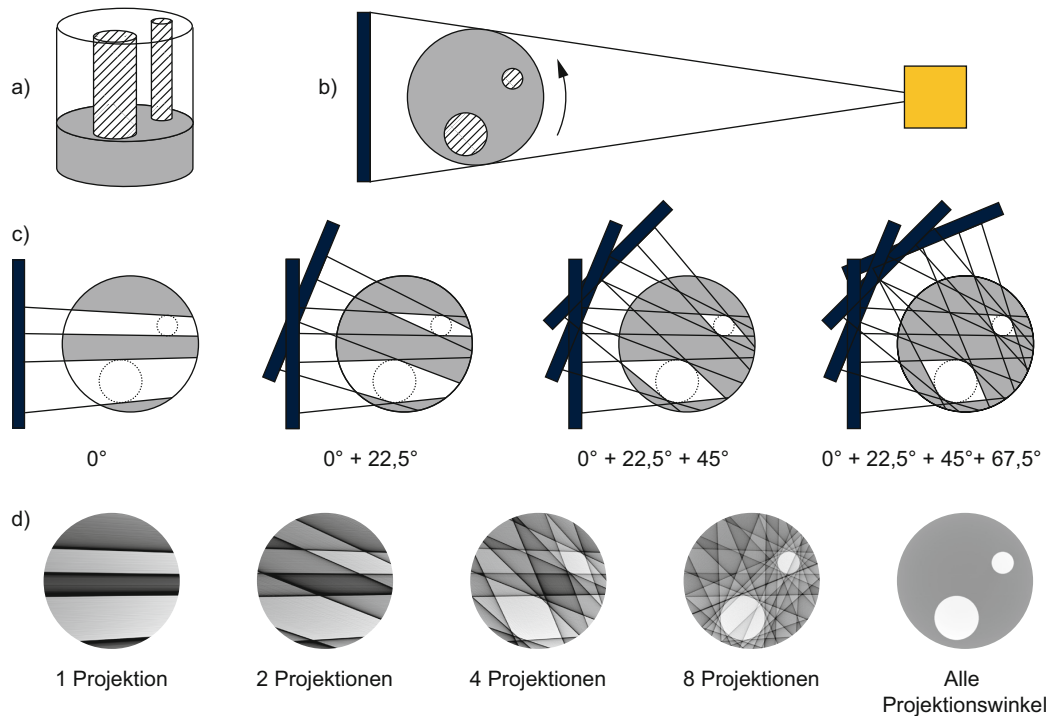 a)
b)
c)
0°
0° + 22,5°
0° + 22,5° + 45°
0° + 22,5° + 45°+ 67,5°
d)
1 Projektion
2 Projektionen
4 Projektionen
8 Projektionen
Alle
Projektionswinkel